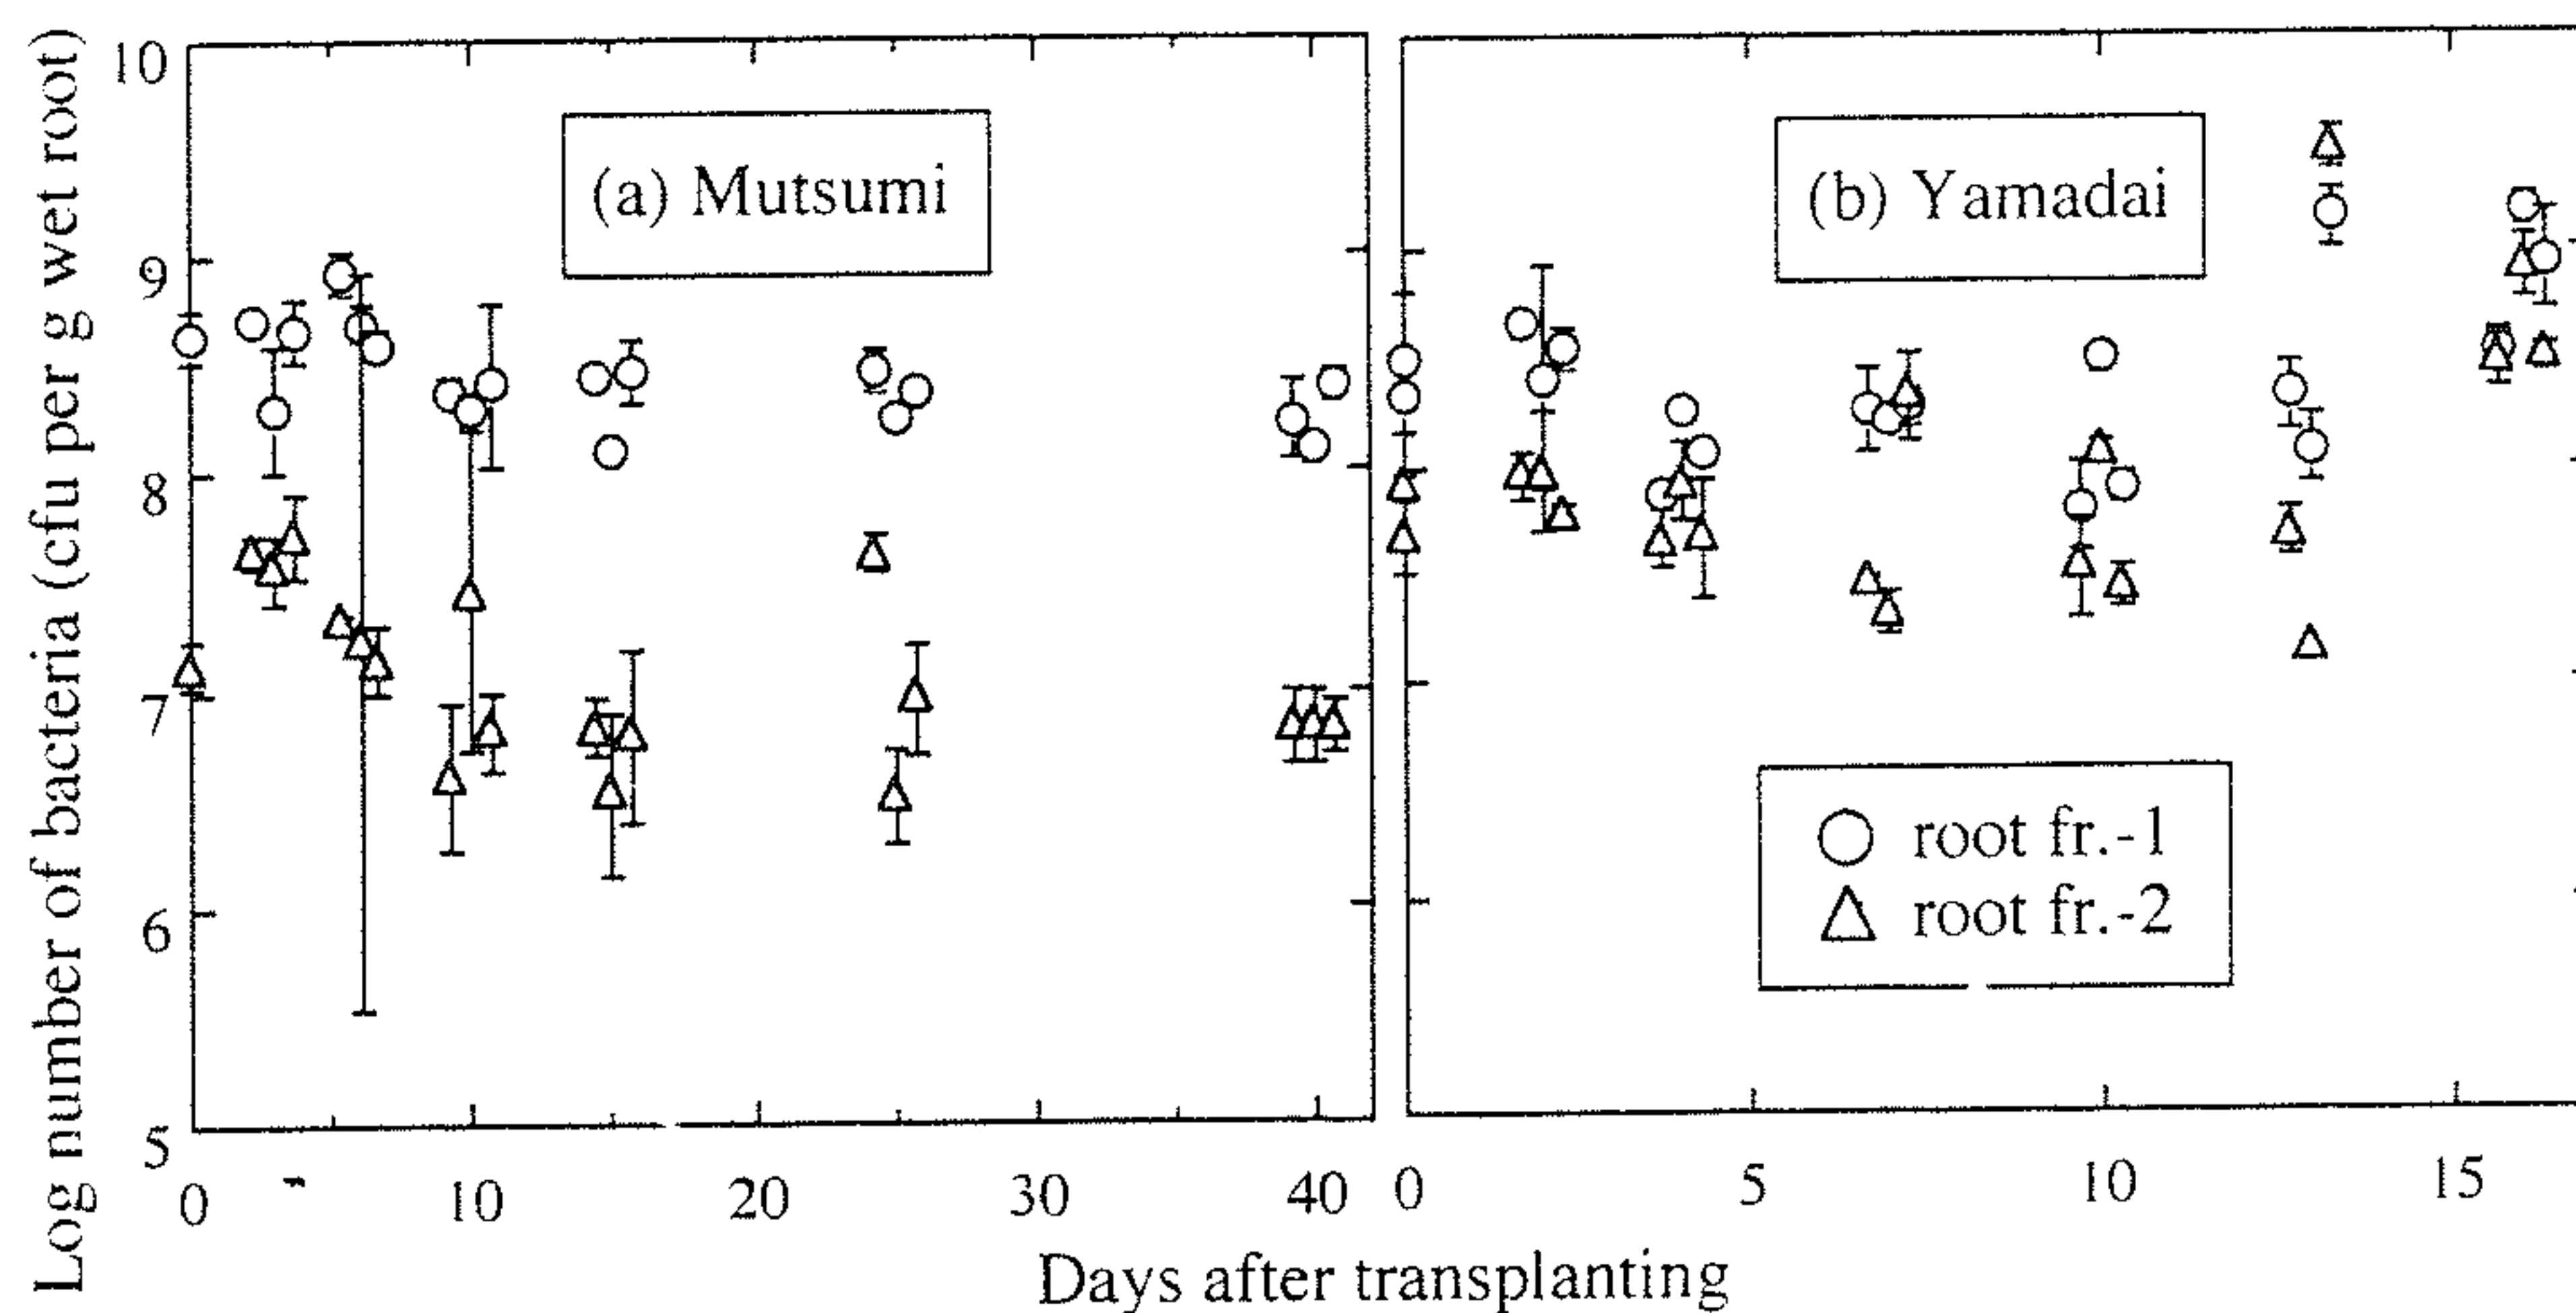 Log number of bacteria (cfu per g wet root)
10
9
8
7
6
5
(a) Mutsumi
(b) Yamadai
root fr.-1
root fr.-2
0 10 20 30 40 0 5 10 15
Days after transplanting